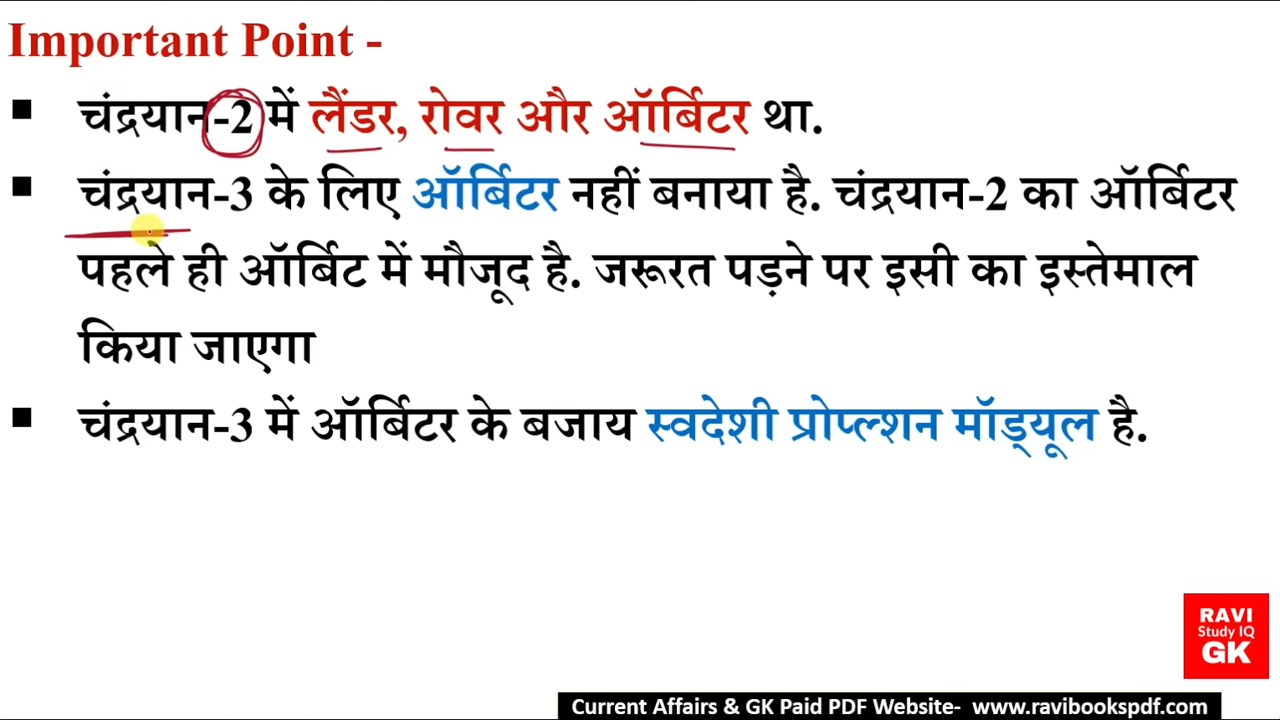 Important Point -
▪ चंद्रयान-2 में लैंडर, रोवर और ऑर्बिटर था.
▪ चंद्रयान-3 के लिए ऑर्बिटर नहीं बनाया है. चंद्रयान-2 का ऑर्बिटर
पहले ही ऑर्बिट में मौजूद है. जरूरत पड़ने पर इसी का इस्तेमाल
किया जाएगा
▪ चंद्रयान-3 में ऑर्बिटर के बजाय स्वदेशी प्रोप्ल्शन मॉड्यूल है.
RAVI
Study IQ
GK
Current Affairs & GK Paid PDF Website- www.ravibookspdf.com